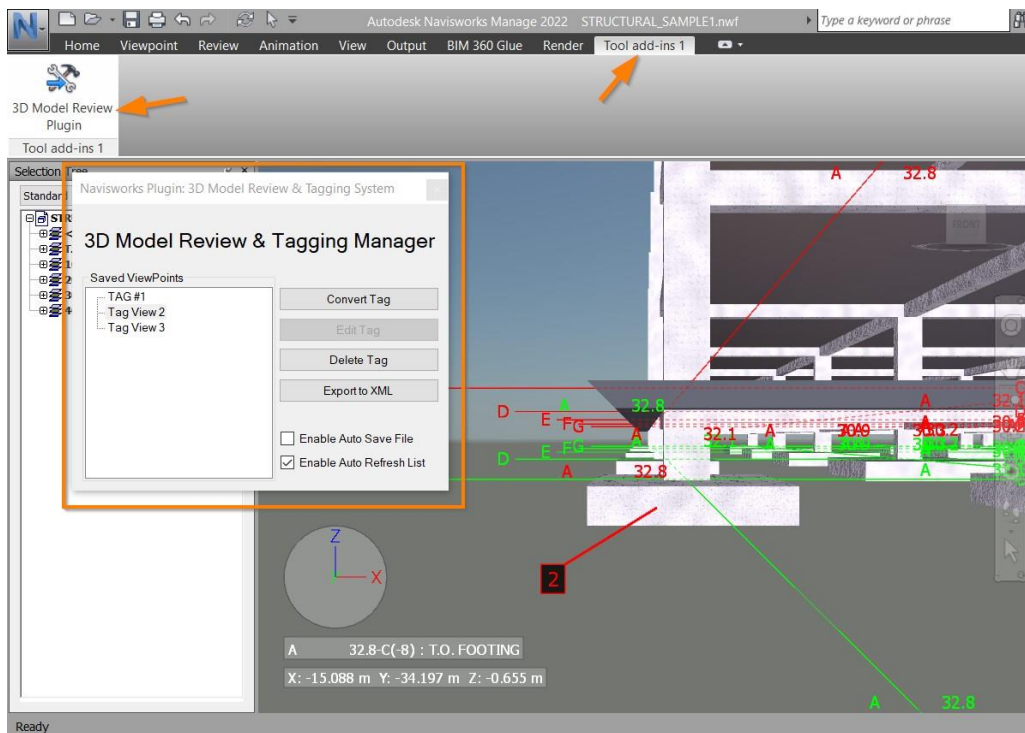 Autodesk Navisworks Manage 2022 STRUCTURAL_SAMPLE1.nwf
Type a keyword or phrase
Home Viewpoint Review Animation View Output BIM 360 Glue Render Tool add-ins 1
3D Model Review
Plugin
Tool add-ins 1
Selection Tree
Standard
Navisworks Plugin: 3D Model Review & Tagging System
3D Model Review & Tagging Manager
Saved ViewPoints
TAG #1
Tag View 2
Tag View 3
Convert Tag
Edit Tag
Delete Tag
Export to XML
Enable Auto Save File
Enable Auto Refresh List
A 32.8
FRONT
A 32.8
D
E FG
A 32.1 A
E FG
D
A 32.8
A
A
2
Z
X
A 32.8-C(-8) : T.O. FOOTING
X: -15.088 m Y: -34.197 m Z: -0.655 m
A 32.8
Ready